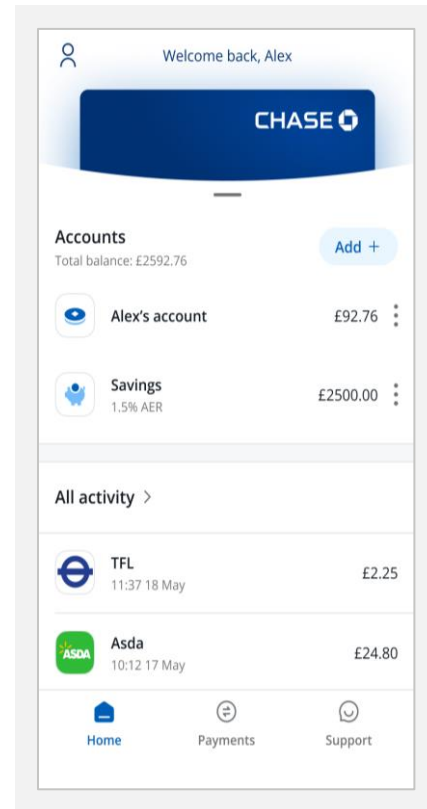 Welcome back, Alex
CHASE
Accounts
Total balance: £2592.76
Add +
Alex's account
£92.76
Savings
1.5% AER
£2500.00
All activity >
TFL
11:37 18 May
£2.25
ASDA
Asda
10:12 17 May
£24.80
Home Payments Support